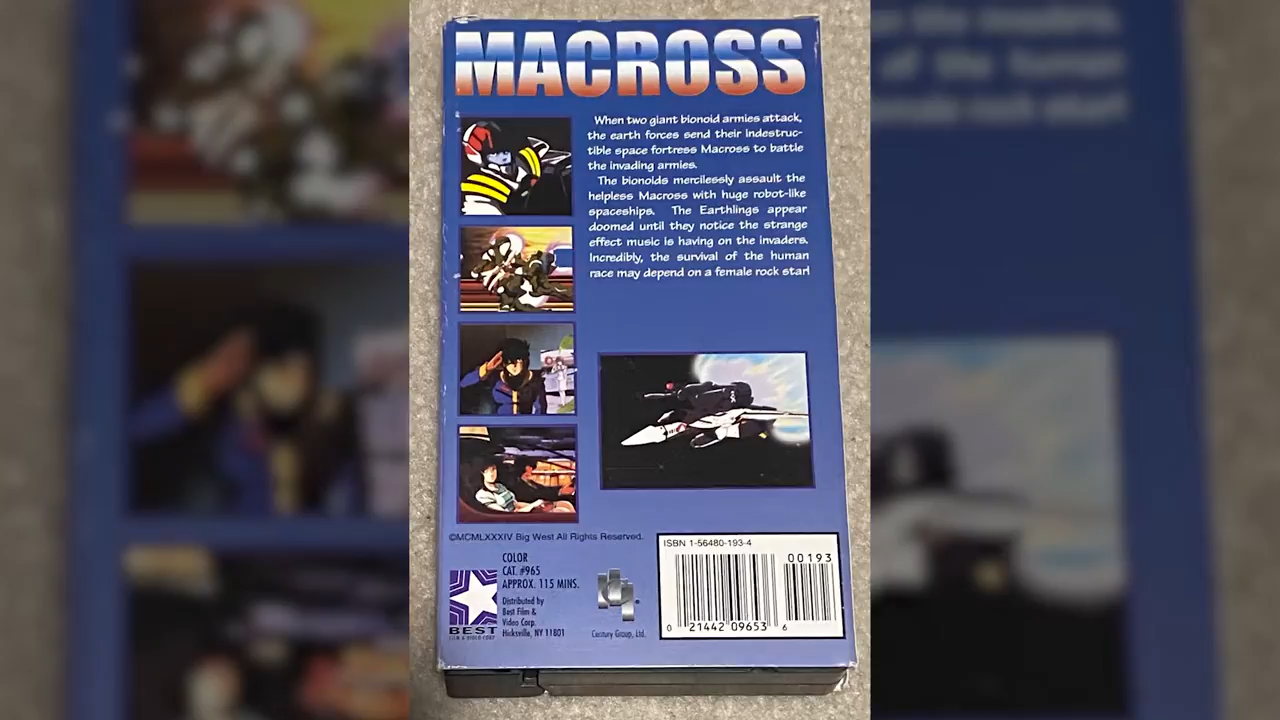 MACROSS
When two giant bionoid armies attack,
the earth forces send their indestruc-
tible space fortress Macross to battle
the invading armies.
The bionoids mercilessly assault the
helpless Macross with huge robot-like
spaceships. The Earthlings appear
doomed until they notice the strange
effect music is having on the invaders.
Incredibly, the survival of the human
race may depend on a female rock star!
©MCMLXXXIV Big West All Rights Reserved.
COLOR
CAT. #965
APPROX. 115 MINS.
Distributed by
Best Film &
Video Corp.
Hicksville, NY 11801
BEST
FILM & VIDEO CORP
Century Group, Ltd.
ISBN 1-56480-193-4
00193
0 21442 09653 6